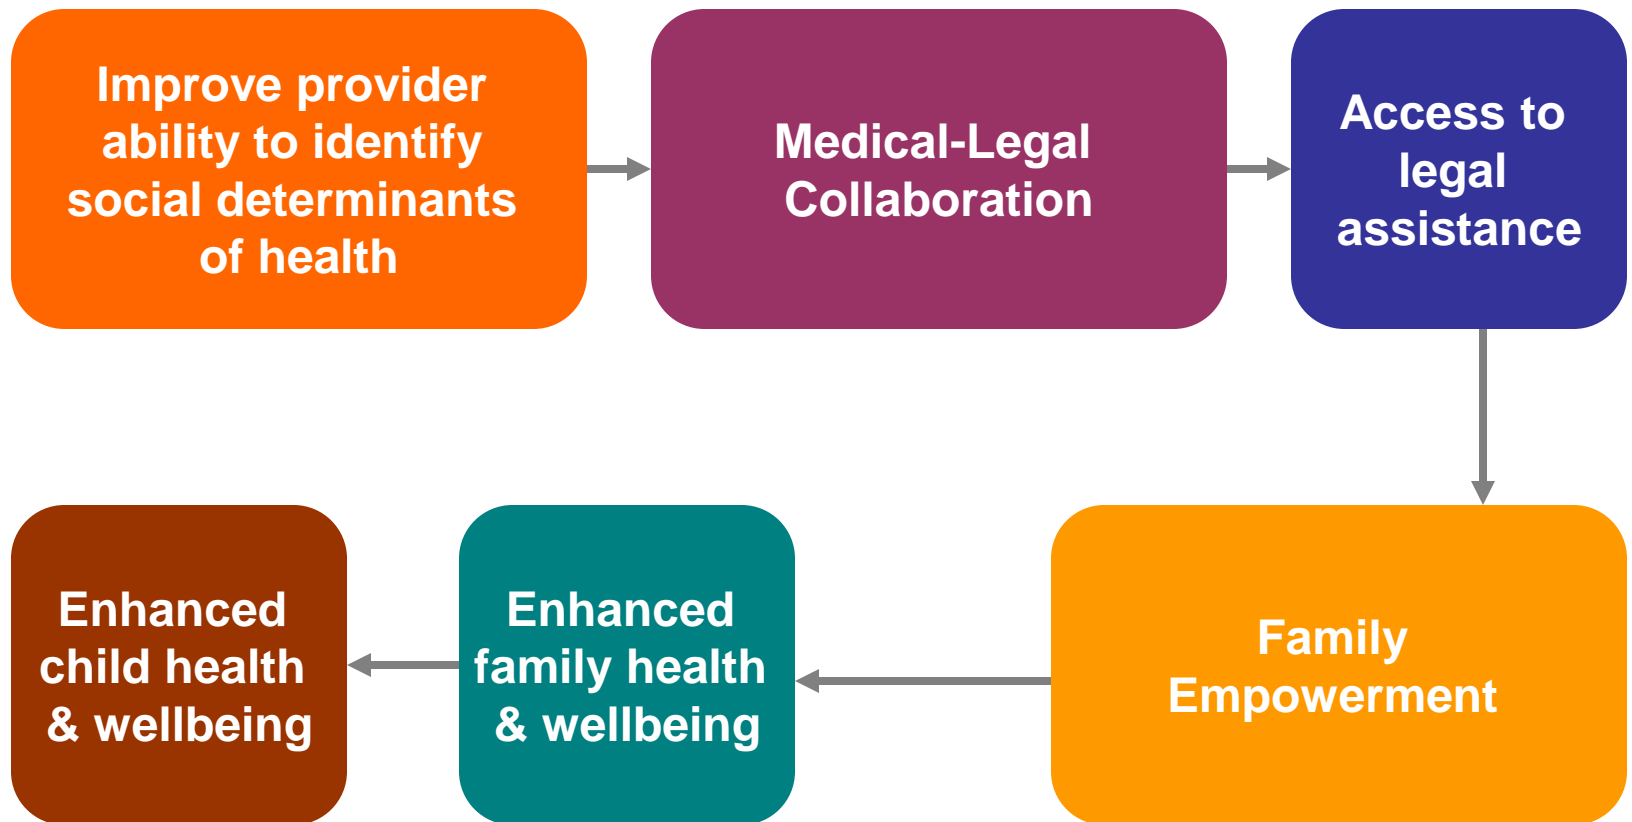 Improve provider
ability to identify
social determinants
of health
Medical-Legal
Collaboration
Access to
legal
assistance
Family
Empowerment
Enhanced
family health
& wellbeing
Enhanced
child health
& wellbeing